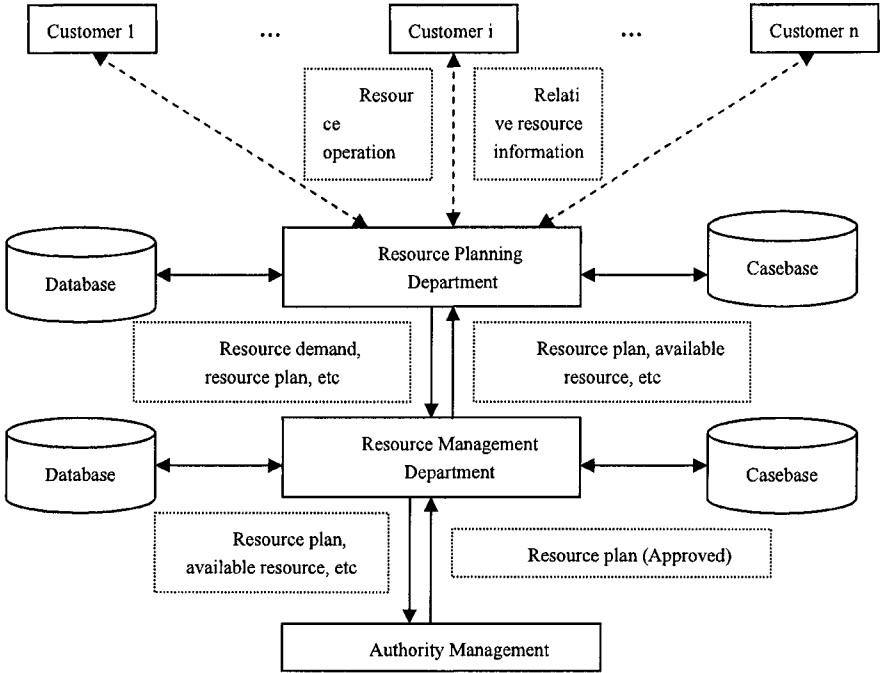 Customer 1
...
Customer i
...
Customer n
Resour
ce
operation
Relati
ve resource
information
Database
Resource Planning
Department
Casebase
Resource demand,
resource plan, etc
Resource plan, available
resource, etc
Database
Resource Management
Department
Casebase
Resource plan,
available resource, etc
Resource plan (Approved)
Authority Management